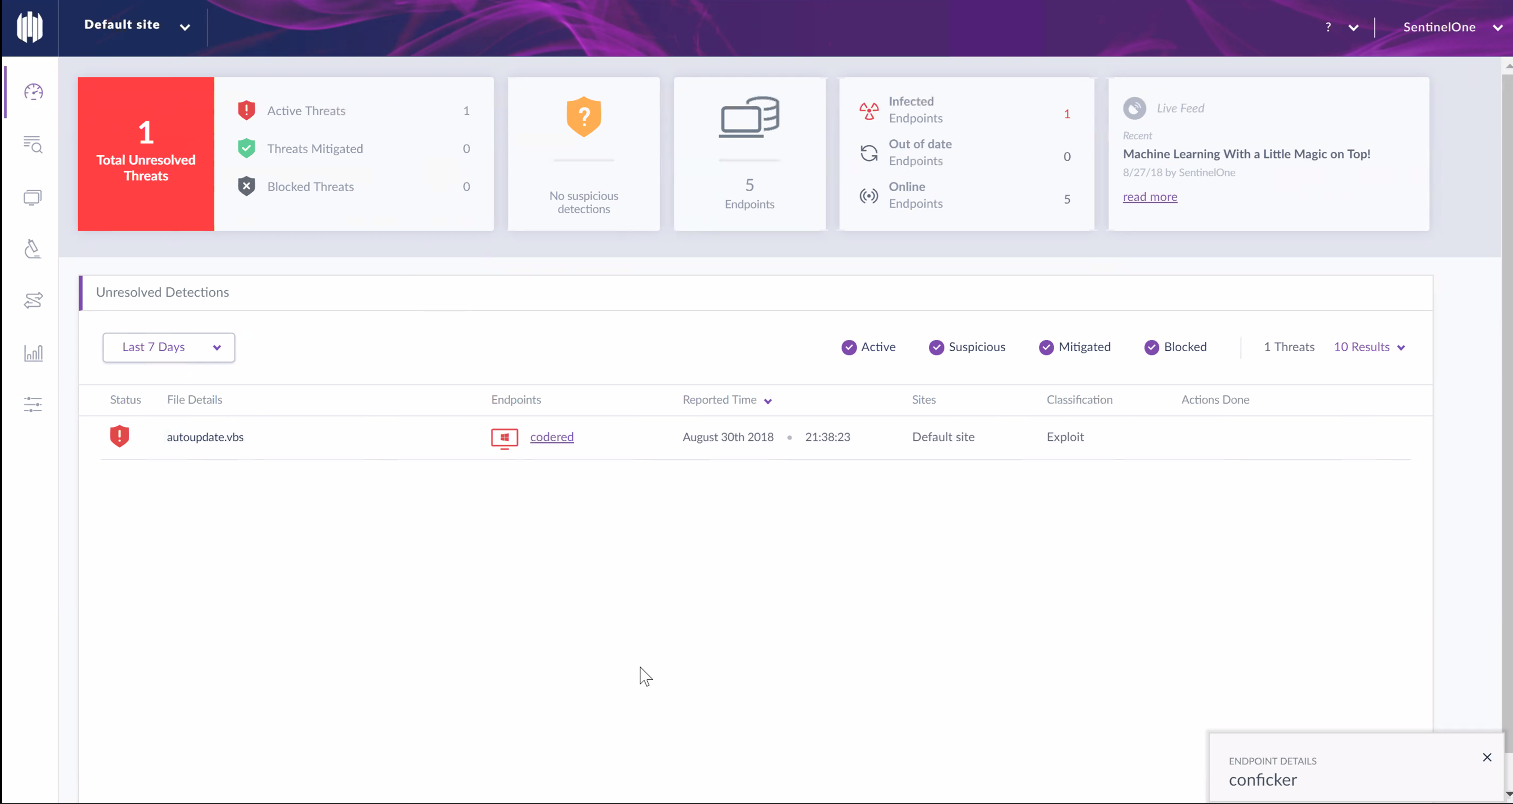 Default site
?
SentinelOne
1
Total Unresolved
Threats
Active Threats 1
Threats Mitigated 0
Blocked Threats 0
?
No suspicious
detections
5
Endpoints
Infected
Endpoints 1
Out of date
Endpoints 0
Online
Endpoints 5
Live Feed
Recent
Machine Learning With a Little Magic on Top!
8/27/18 by SentinelOne
read more
Unresolved Detections
Last 7 Days Active Suspicious Mitigated Blocked 1 Threats 10 Results
Status File Details Endpoints Reported Time Sites Classification Actions Done
autoupdate.vbs codered August 30th 2018 • 21:38:23 Default site Exploit
ENDPOINT DETAILS
conficker